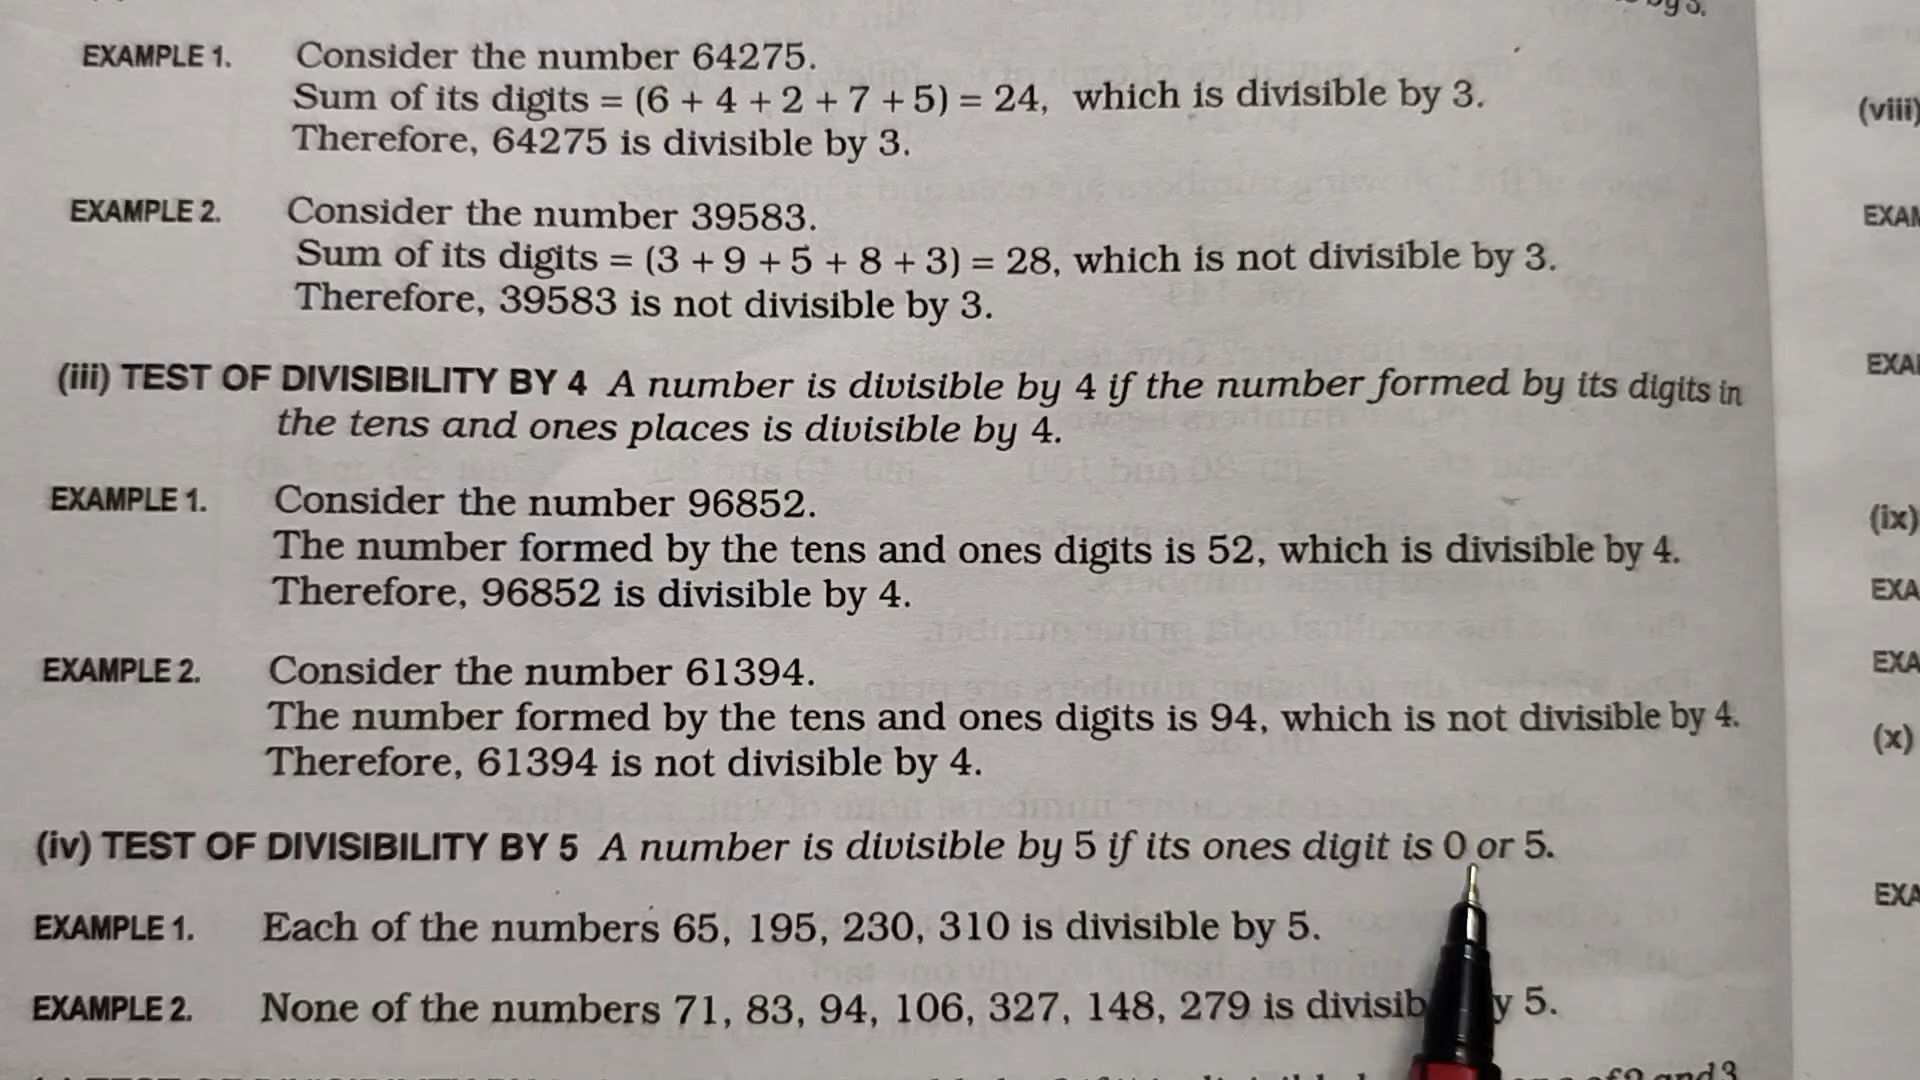 by 3.
EXAMPLE 1. Consider the number 64275.
Sum of its digits = (6 + 4 + 2 + 7 + 5) = 24, which is divisible by 3.
Therefore, 64275 is divisible by 3.
EXAMPLE 2. Consider the number 39583.
Sum of its digits = (3 + 9 + 5 + 8 + 3) = 28, which is not divisible by 3.
Therefore, 39583 is not divisible by 3.
(iii) TEST OF DIVISIBILITY BY 4 A number is divisible by 4 if the number formed by its digits in
the tens and ones places is divisible by 4.
EXAMPLE 1. Consider the number 96852.
The number formed by the tens and ones digits is 52, which is divisible by 4.
Therefore, 96852 is divisible by 4.
EXAMPLE 2. Consider the number 61394.
The number formed by the tens and ones digits is 94, which is not divisible by 4.
Therefore, 61394 is not divisible by 4.
(iv) TEST OF DIVISIBILITY BY 5 A number is divisible by 5 if its ones digit is 0 or 5.
EXAMPLE 1. Each of the numbers 65, 195, 230, 310 is divisible by 5.
EXAMPLE 2. None of the numbers 71, 83, 94, 106, 327, 148, 279 is divisib y 5.
and 3
(viii)
EXAM
EXA
(ix)
EXA
EXA
(x)
EXA